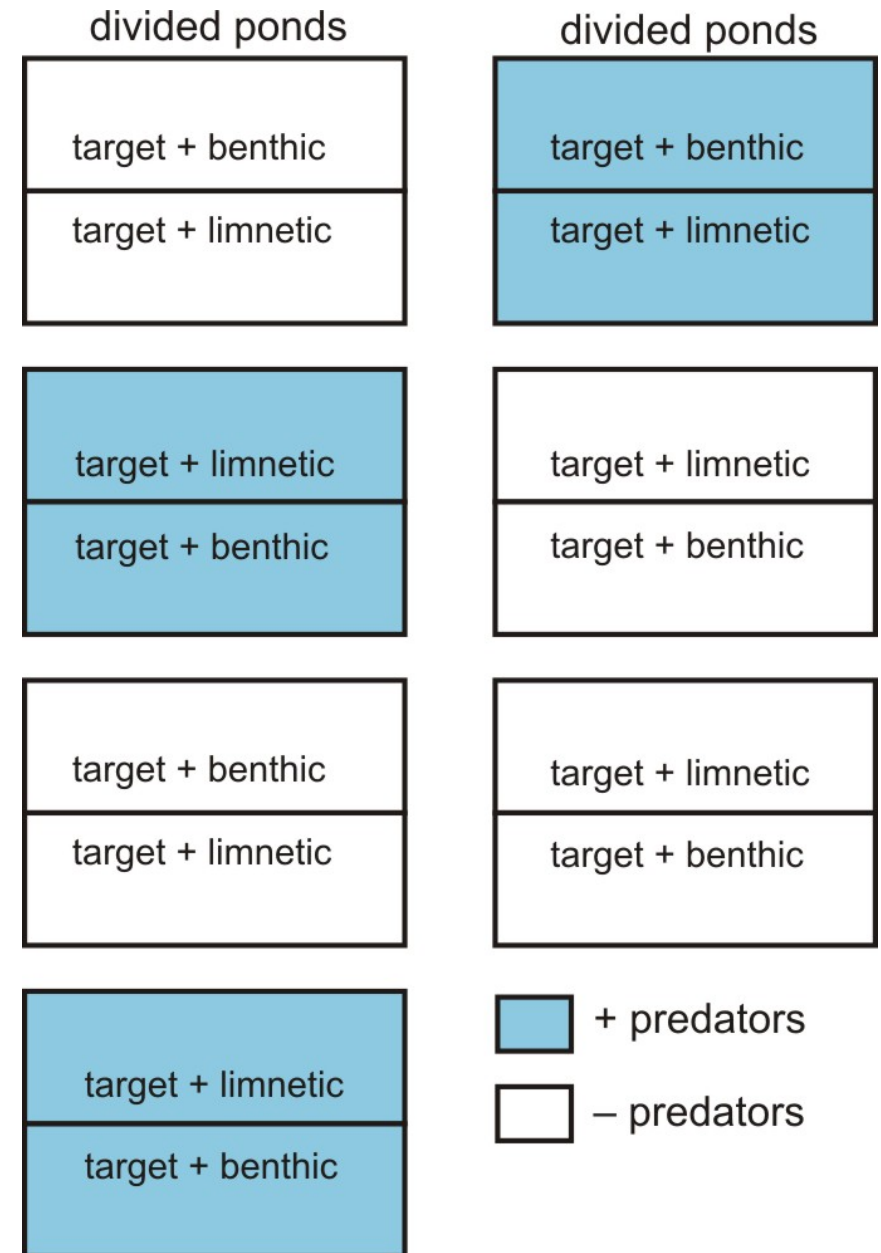 divided ponds
target + benthic
target + limnetic
target + limnetic
target + benthic
target + benthic
target + limnetic
target + limnetic
target + benthic
divided ponds
target + benthic
target + limnetic
target + limnetic
target + benthic
target + limnetic
target + benthic
+ predators
– predators